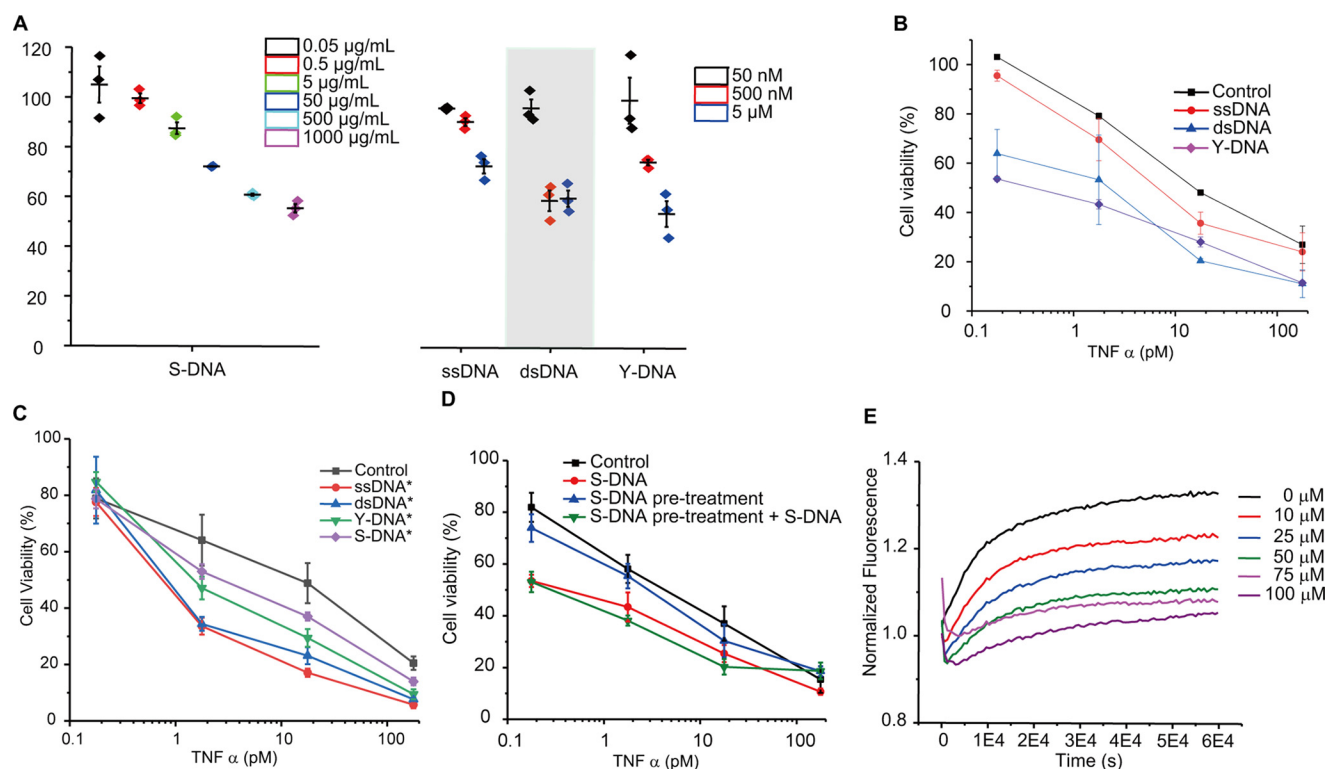 A
120
100
80
60
40
20
0
0.05 µg/mL
0.5 µg/mL
5 µg/mL
50 µg/mL
500 µg/mL
1000 µg/mL
S-DNA
50 nM
500 nM
5 µM
ssDNA dsDNA Y-DNA
B
Cell viability (%)
100
80
60
40
20
0
Control
ssDNA
dsDNA
Y-DNA
0.1 1 10 100
TNF α (pM)
C
Cell Viability (%)
100
80
60
40
20
0
Control
ssDNA*
dsDNA*
Y-DNA*
S-DNA*
0.1 1 10 100
TNF α (pM)
D
Cell viability (%)
100
80
60
40
20
0
Control
S-DNA
S-DNA pre-treatment
S-DNA pre-treatment + S-DNA
0.1 1 10 100
TNF α (pM)
E
Normalized Fluorescence
1.4
1.2
1.0
0.8
0 µM
10 µM
25 µM
50 µM
75 µM
100 µM
0 1E4 2E4 3E4 4E4 5E4 6E4
Time (s)